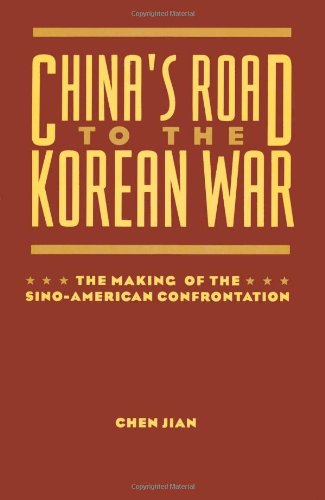 CHINA'S ROAD
TO THE
KOREAN WAR
THE MAKING OF THE
SINO-AMERICAN CONFRONTATION
CHEN JIAN